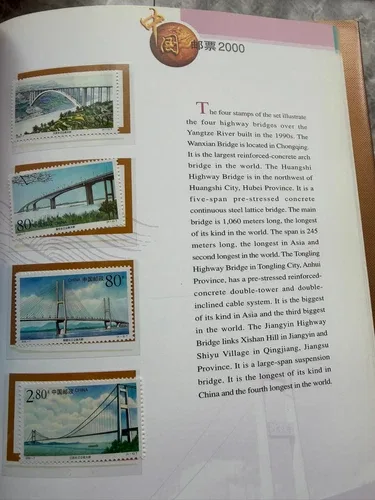 中国
邮票 2000
The four stamps of the set illustrate
the four highway bridges over the
Yangtze River built in the 1990s. The
Wanxian Bridge is located in Chongqing.
It is the largest reinforced-concrete arch
bridge in the world. The Huangshi
Highway Bridge is in the northwest of
Huangshi City, Hubei Province. It is a
five-span pre-stressed concrete
continuous steel lattice bridge. The main
bridge is 1,060 meters long, the longest
of its kind in the world. The span is 245
meters long, the longest in Asia and
second longest in the world. The Tongling
Highway Bridge in Tongling City, Anhui
Province, has a pre-stressed reinforced-
concrete double-tower and double-
inclined cable system. It is the biggest
of its kind in Asia and the third biggest
in the world. The Jiangyin Highway
Bridge links Xishan Hill in Jiangyin and
Shiyu Village in Qingjiang, Jiangsu
Province. It is a large-span suspension
bridge. It is the longest of its kind in
China and the fourth longest in the world.
80分
中国邮政 80分
2.80元 中国邮政 CHINA